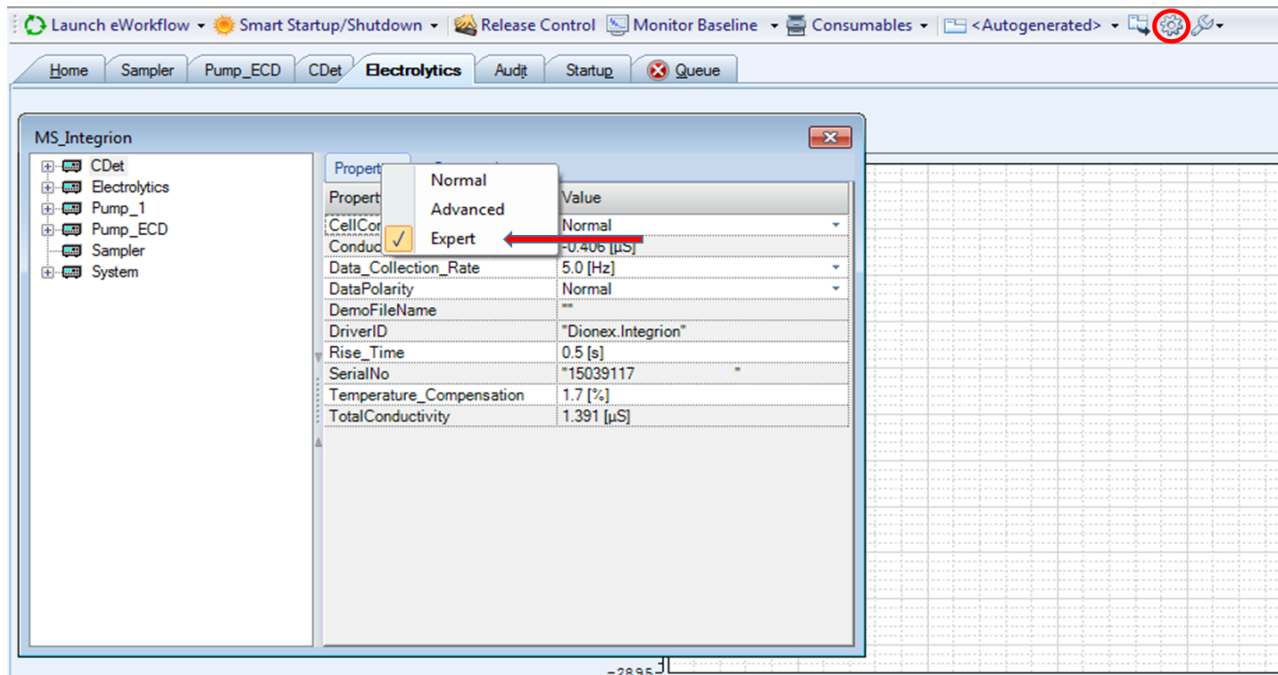 Launch eWorkflow Smart Startup/Shutdown Release Control Monitor Baseline Consumables <Autogenerated>
Home Sampler Pump_ECD CDet Electrolytics Audit Startup Queue
MS_Integrion
CDet
Electrolytics
Pump_1
Pump_ECD
Sampler
System
Normal
Advanced
Expert
Value
Normal
-0.406 [µS]
Data_Collection_Rate 5.0 [Hz]
DataPolarity Normal
DemoFileName ""
DriverID "Dionex.Integrion"
Rise_Time 0.5 [s]
SerialNo "15039117 "
Temperature_Compensation 1.7 [%]
TotalConductivity 1.391 [µS]